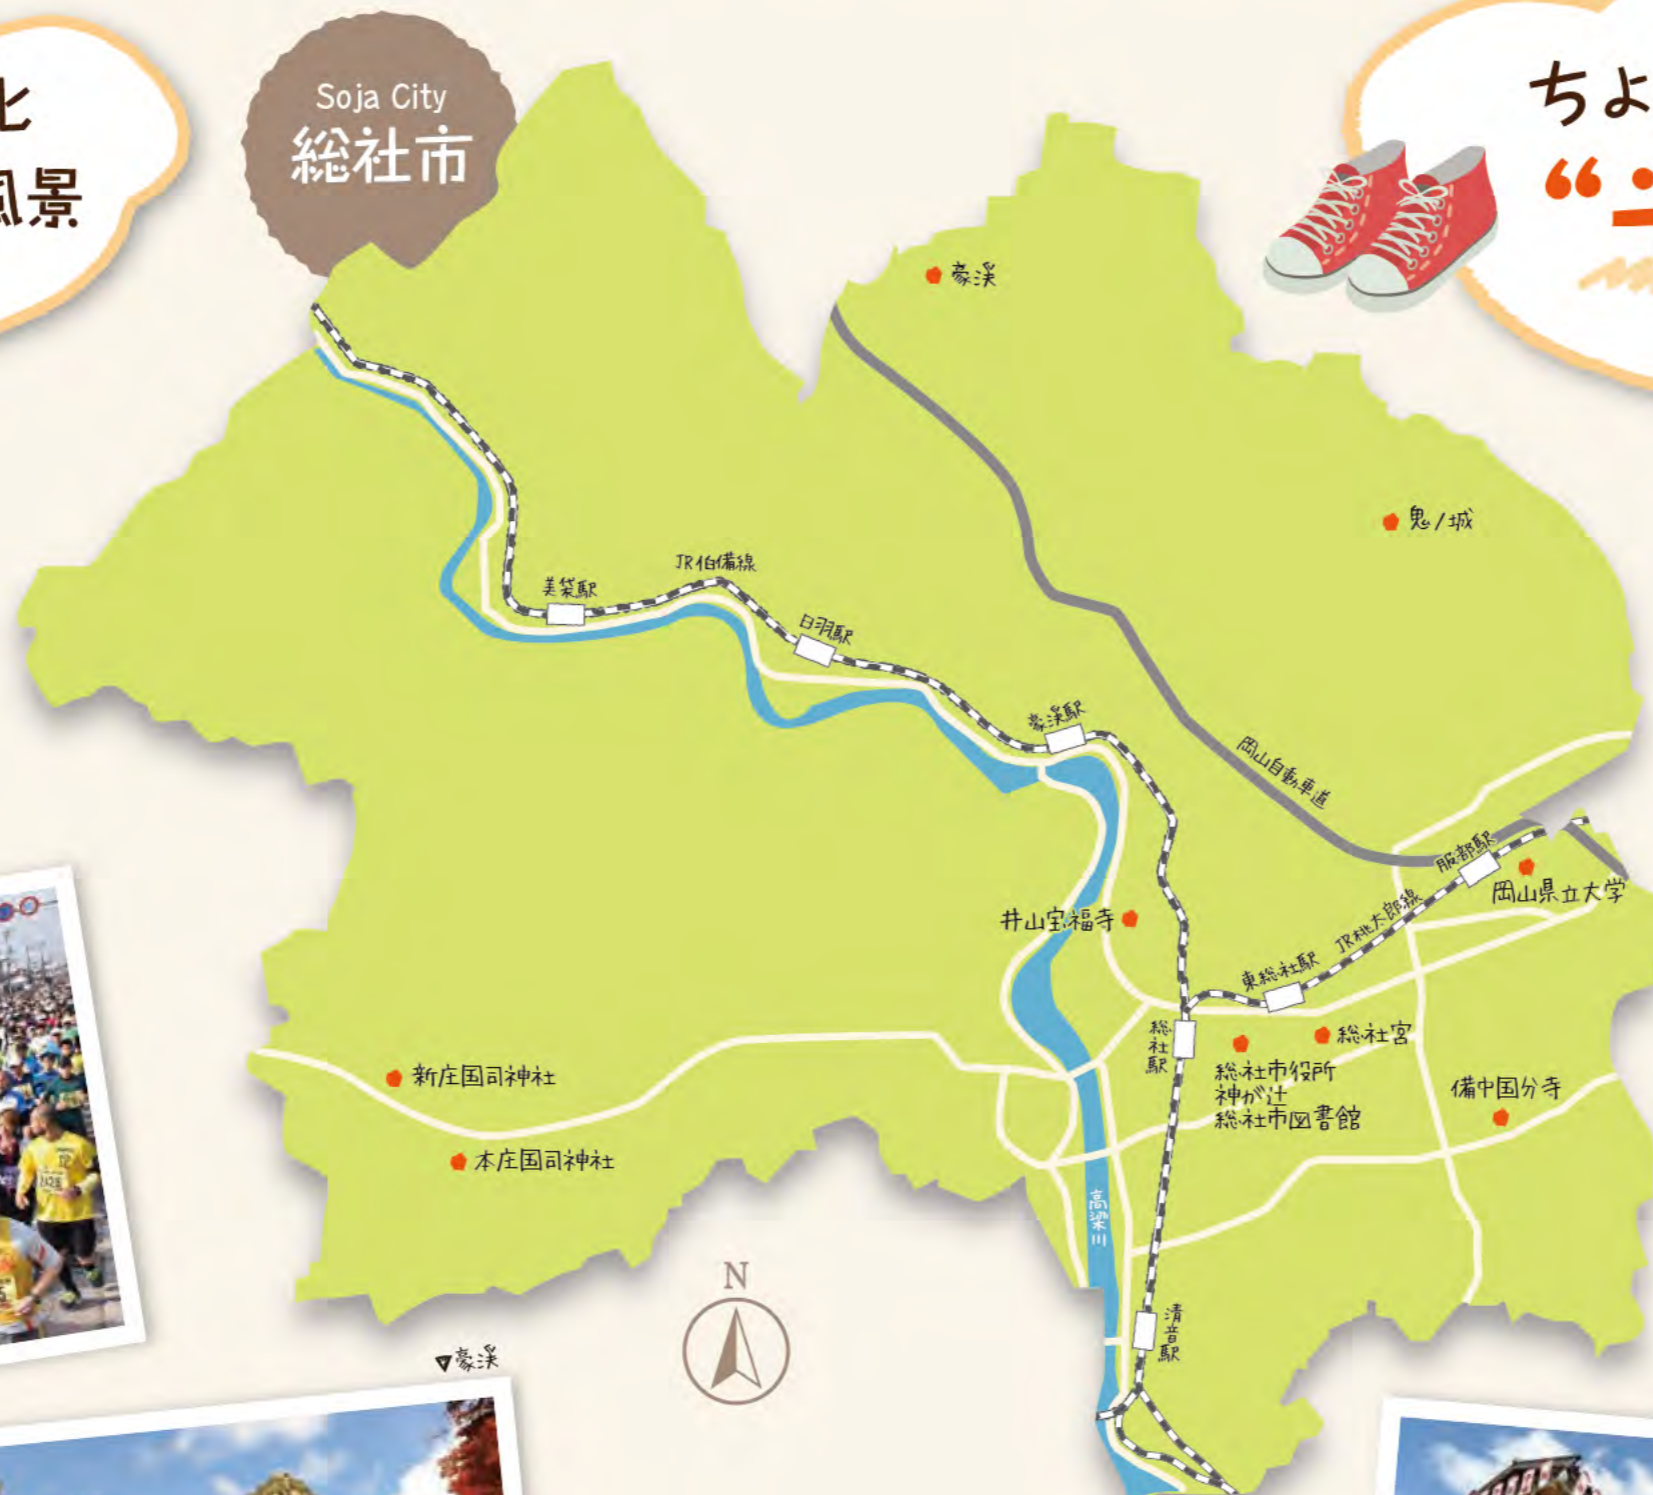 Soja City
総社市
風景
ちよ
豪渓
鬼ノ城
JR伯備線
美袋駅
日羽駅
豪渓駅
岡山自動車道
服部駅
岡山県立大学
JR桃太郎線
井山宝福寺
東総社駅
総社駅
総社宮
総社市役所
神が辻
総社市図書館
備中国分寺
新庄国司神社
本庄国司神社
高梁川
清音駅
N
▼豪渓